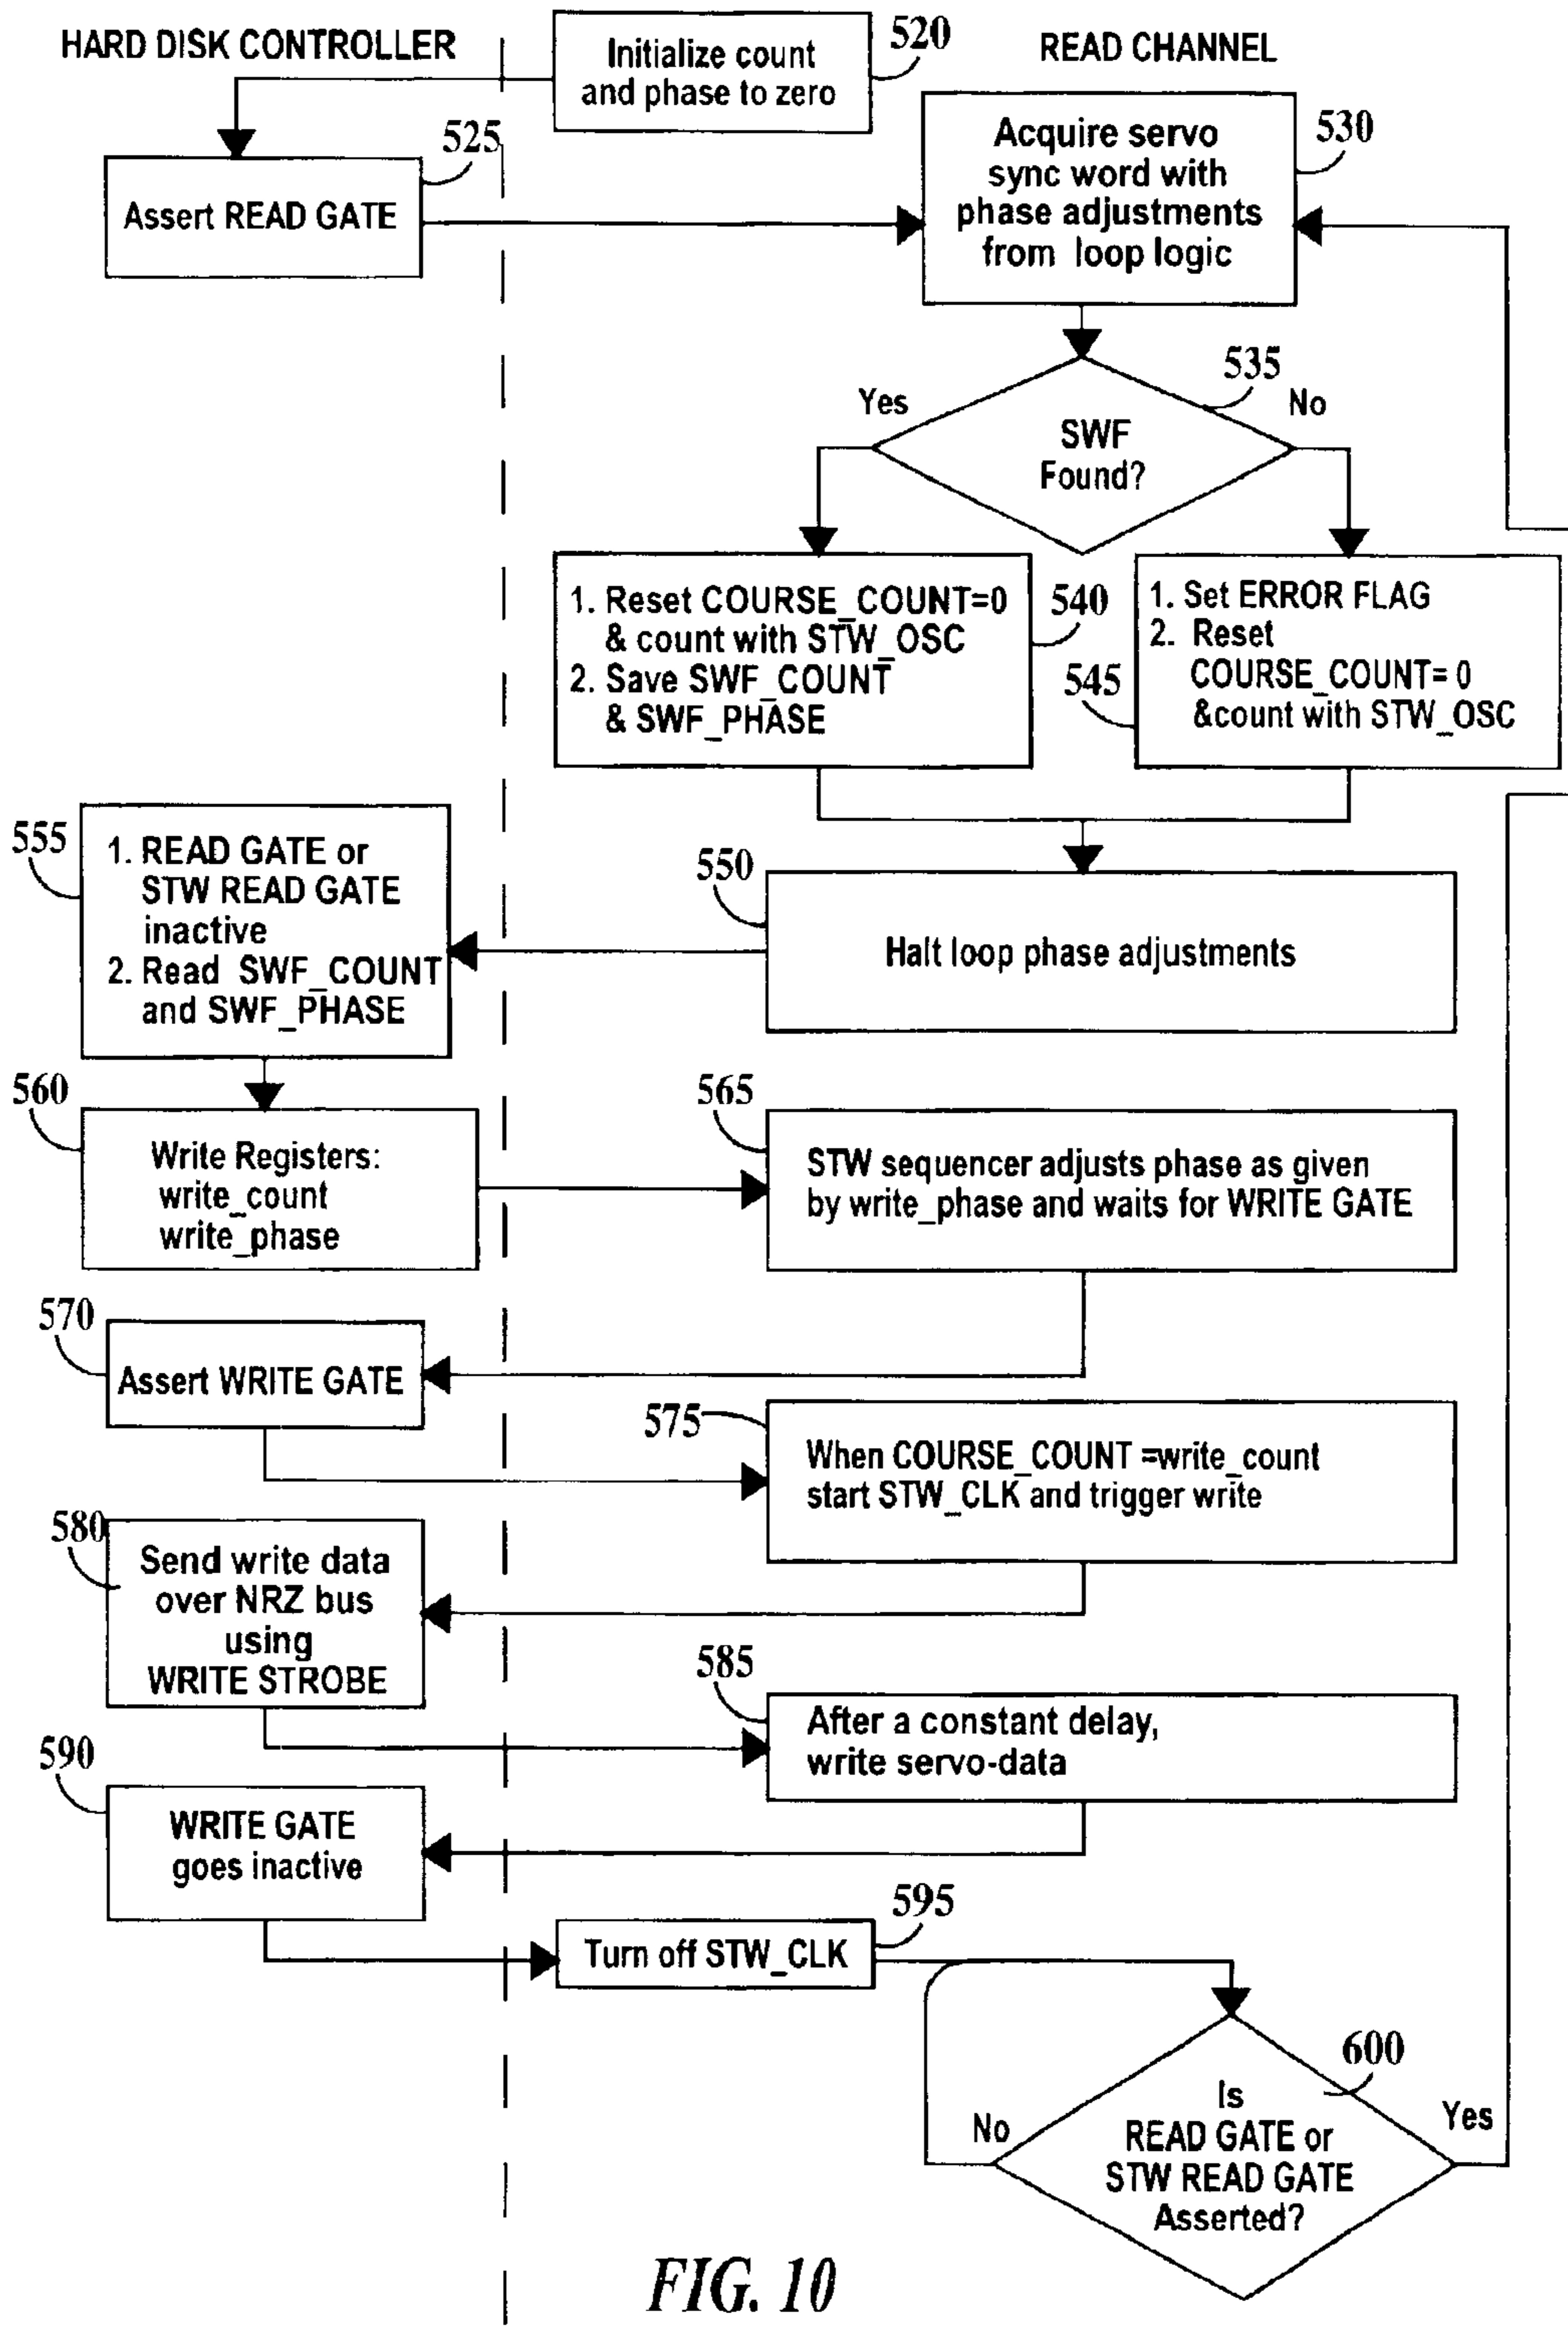 HARD DISK CONTROLLER
READ CHANNEL
520
Initialize count
and phase to zero
525
Assert READ GATE
530
Acquire servo
sync word with
phase adjustments
from loop logic
535
Yes
No
SWF
Found?
540
1. Reset COURSE_COUNT=0
& count with STW_OSC
2. Save SWF_COUNT
& SWF_PHASE
545
1. Set ERROR FLAG
2. Reset
COURSE_COUNT= 0
&count with STW_OSC
550
Halt loop phase adjustments
555
1. READ GATE or
STW READ GATE
inactive
2. Read SWF_COUNT
and SWF_PHASE
560
Write Registers:
write_count
write_phase
565
STW sequencer adjusts phase as given
by write_phase and waits for WRITE GATE
570
Assert WRITE GATE
575
When COURSE_COUNT =write_count
start STW_CLK and trigger write
580
Send write data
over NRZ bus
using
WRITE STROBE
585
After a constant delay,
write servo-data
590
WRITE GATE
goes inactive
595
Turn off STW_CLK
600
Is
READ GATE or
STW READ GATE
Asserted?
No
Yes
FIG. 10